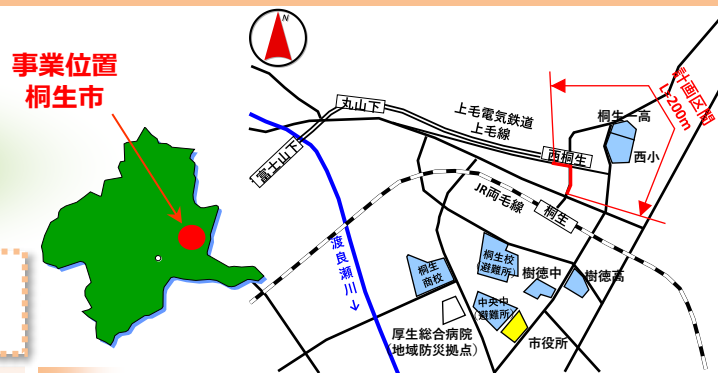 N
事業位置
桐生市
丸山下
富士山下
上毛電気鉄道
上毛線
西桐生
桐生一高
西小
計画区間
L=200m
JR両毛線
桐生
渡良瀬川
↓
桐生
商校
桐生校
(避難所)
樹徳中
樹徳高
中央中
(避難所)
市役所
厚生総合病院
(地域防災拠点)